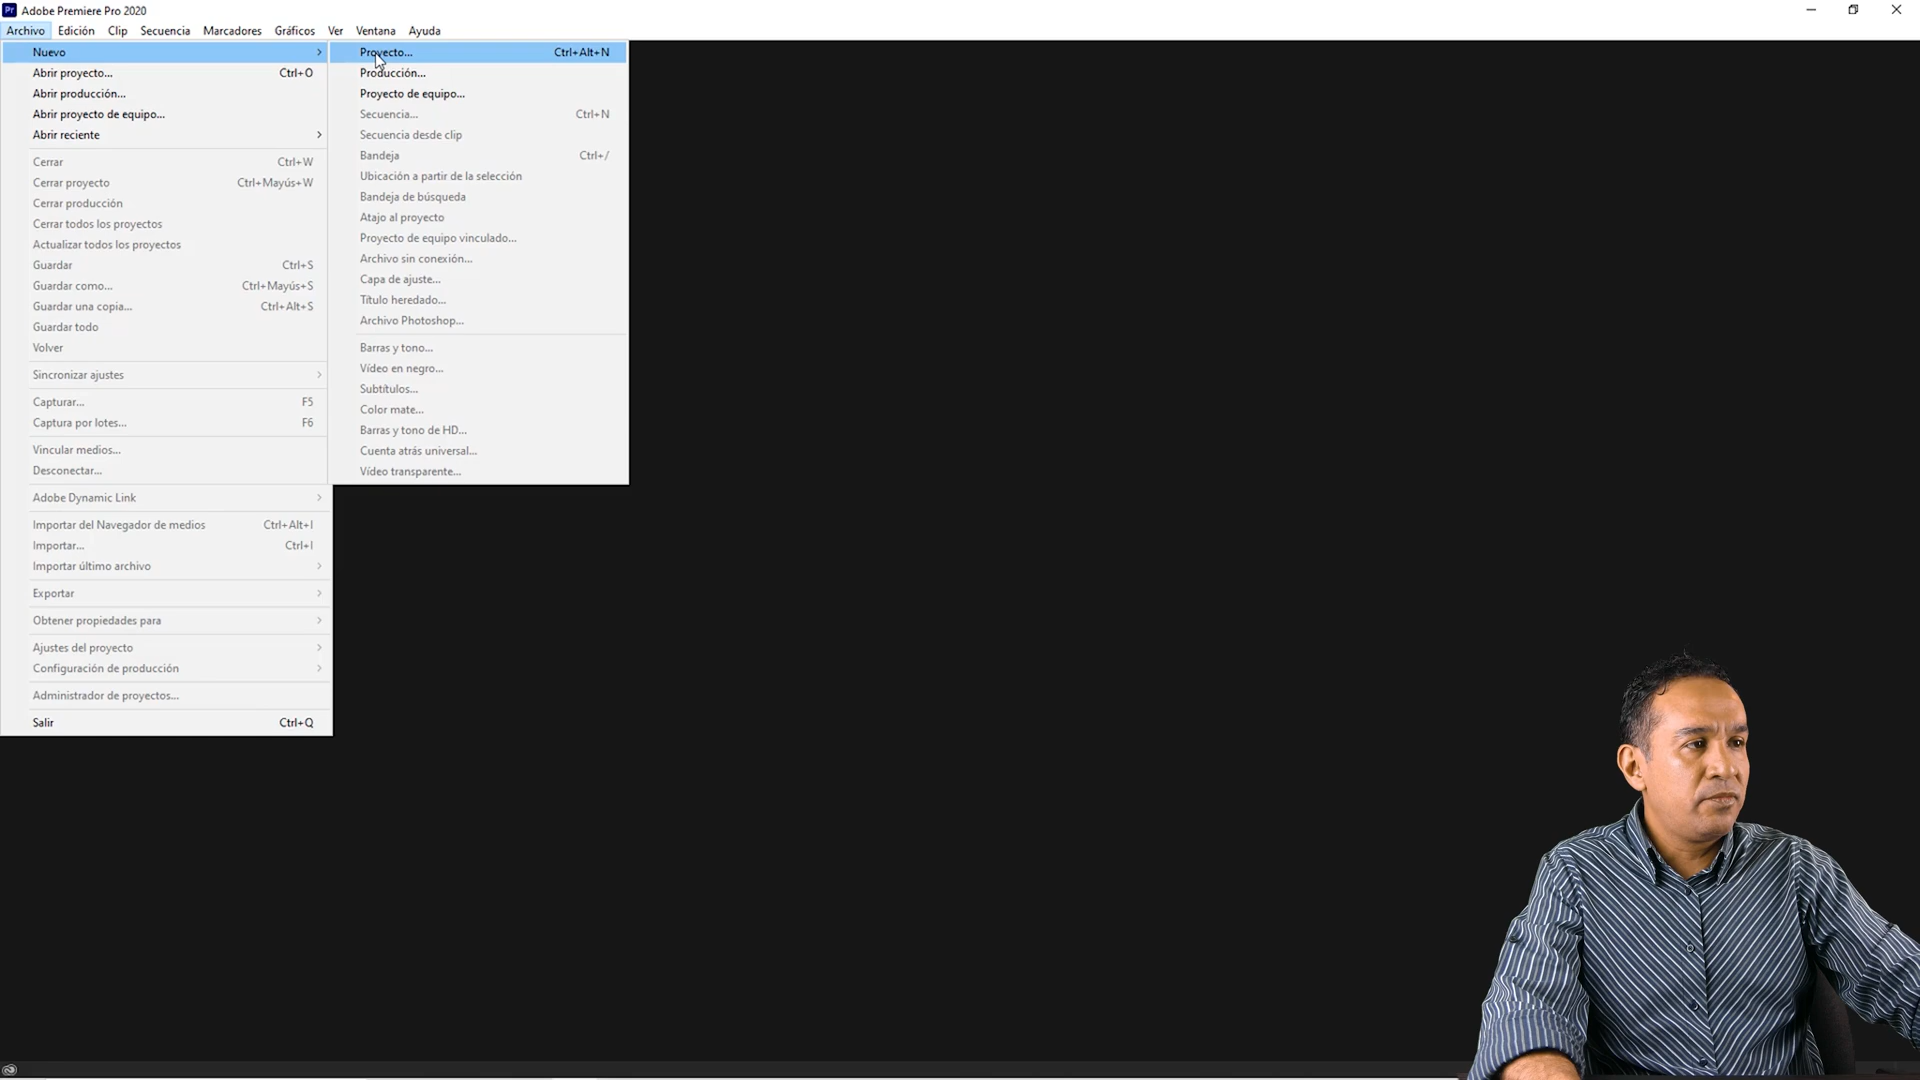 Pr Adobe Premiere Pro 2020
Archivo Edición Clip Secuencia Marcadores Gráficos Ver Ventana Ayuda
Nuevo
Abrir proyecto... Ctrl+O
Abrir producción...
Abrir proyecto de equipo...
Abrir reciente
Cerrar Ctrl+W
Cerrar proyecto Ctrl+Mayús+W
Cerrar producción
Cerrar todos los proyectos
Actualizar todos los proyectos
Guardar Ctrl+S
Guardar como... Ctrl+Mayús+S
Guardar una copia... Ctrl+Alt+S
Guardar todo
Volver
Sincronizar ajustes
Capturar... F5
Captura por lotes... F6
Vincular medios...
Desconectar...
Adobe Dynamic Link
Importar del Navegador de medios Ctrl+Alt+I
Importar... Ctrl+I
Importar último archivo
Exportar
Obtener propiedades para
Ajustes del proyecto
Configuración de producción
Administrador de proyectos...
Salir Ctrl+Q
Proyecto... Ctrl+Alt+N
Producción...
Proyecto de equipo...
Secuencia... Ctrl+N
Secuencia desde clip
Bandeja Ctrl+/
Ubicación a partir de la selección
Bandeja de búsqueda
Atajo al proyecto
Proyecto de equipo vinculado...
Archivo sin conexión...
Capa de ajuste...
Título heredado...
Archivo Photoshop...
Barras y tono...
Vídeo en negro...
Subtítulos...
Color mate...
Barras y tono de HD...
Cuenta atrás universal...
Vídeo transparente...